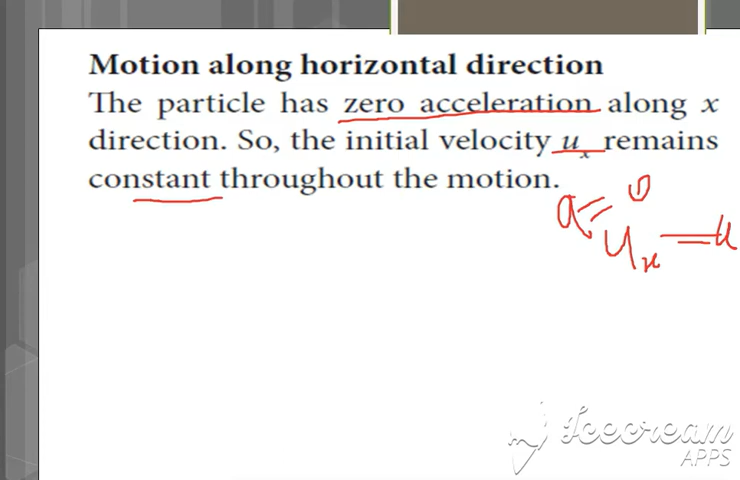 Motion along horizontal direction
The particle has zero acceleration along x
direction. So, the initial velocity uₓ remains
constant throughout the motion.
a = 0
uₓ = u
Icecream
APPS